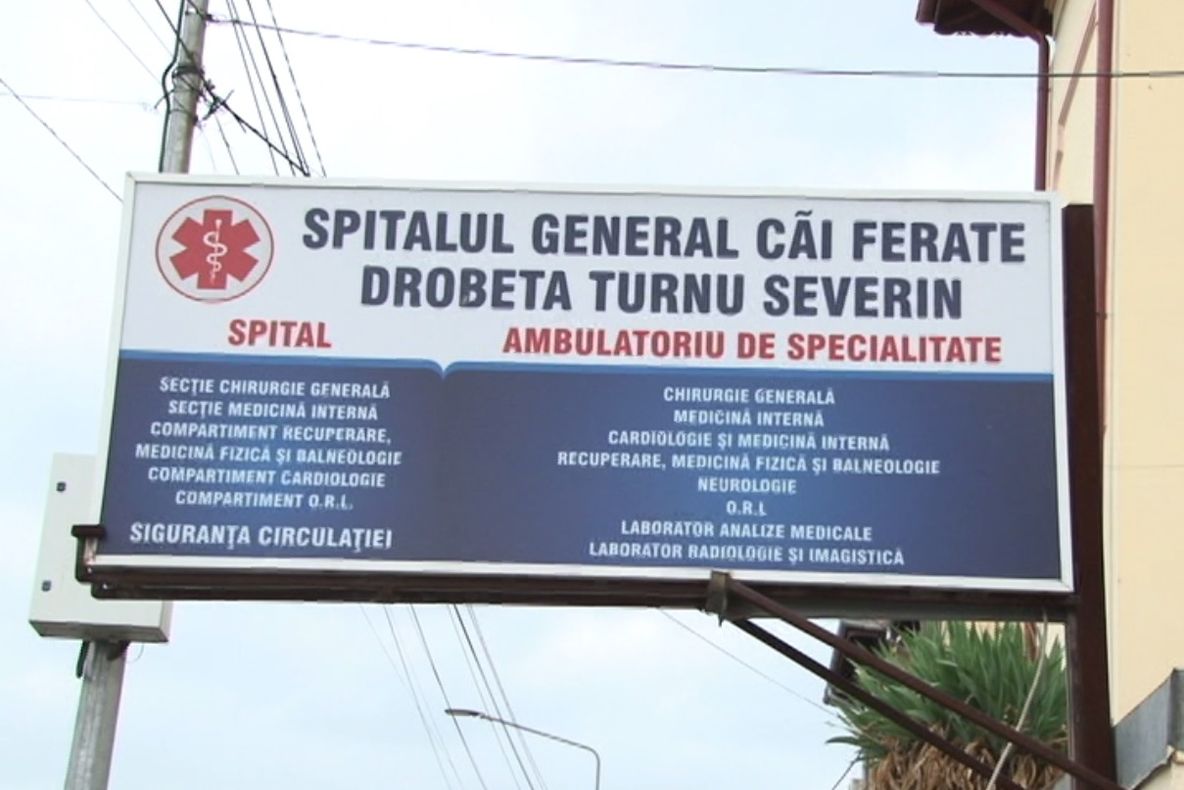 SPITALUL GENERAL CÃI FERATE
DROBETA TURNU SEVERIN
SPITAL
SECȚIE CHIRURGIE GENERALĂ
SECȚIE MEDICINĂ INTERNĂ
COMPARTIMENT RECUPERARE,
MEDICINĂ FIZICĂ ȘI BALNEOLOGIE
COMPARTIMENT CARDIOLOGIE
COMPARTIMENT O.R.L.
SIGURANȚA CIRCULAȚIEI
AMBULATORIU DE SPECIALITATE
CHIRURGIE GENERALĂ
MEDICINĂ INTERNĂ
CARDIOLOGIE ȘI MEDICINĂ INTERNĂ
RECUPERARE, MEDICINĂ FIZICĂ ȘI BALNEOLOGIE
NEUROLOGIE
O.R.L
LABORATOR ANALIZE MEDICALE
LABORATOR RADIOLOGIE ȘI IMAGISTICĂ